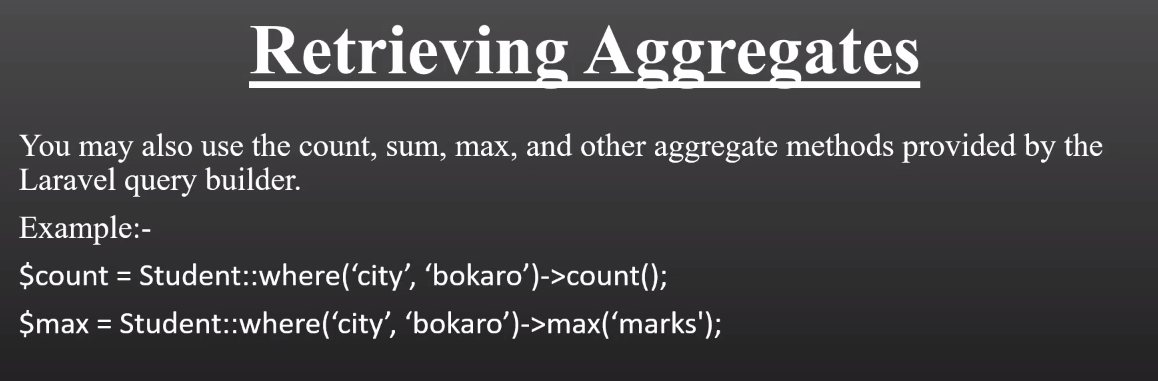 Retrieving Aggregates
You may also use the count, sum, max, and other aggregate methods provided by the
Laravel query builder.
Example:-
$count = Student::where(‘city’, ‘bokaro’)->count();
$max = Student::where(‘city’, ‘bokaro’)->max(‘marks');